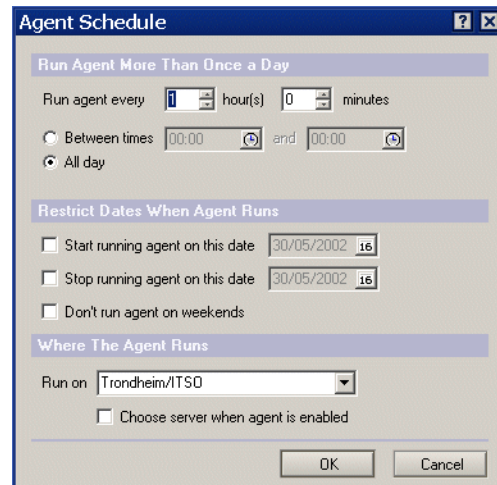 Agent Schedule
Run Agent More Than Once a Day
Run agent every 1 hour(s) 0 minutes
Between times 00:00 and 00:00
All day
Restrict Dates When Agent Runs
Start running agent on this date 30/05/2002 16
Stop running agent on this date 30/05/2002 16
Don't run agent on weekends
Where The Agent Runs
Run on Trondheim/ITSO
Choose server when agent is enabled
OK Cancel